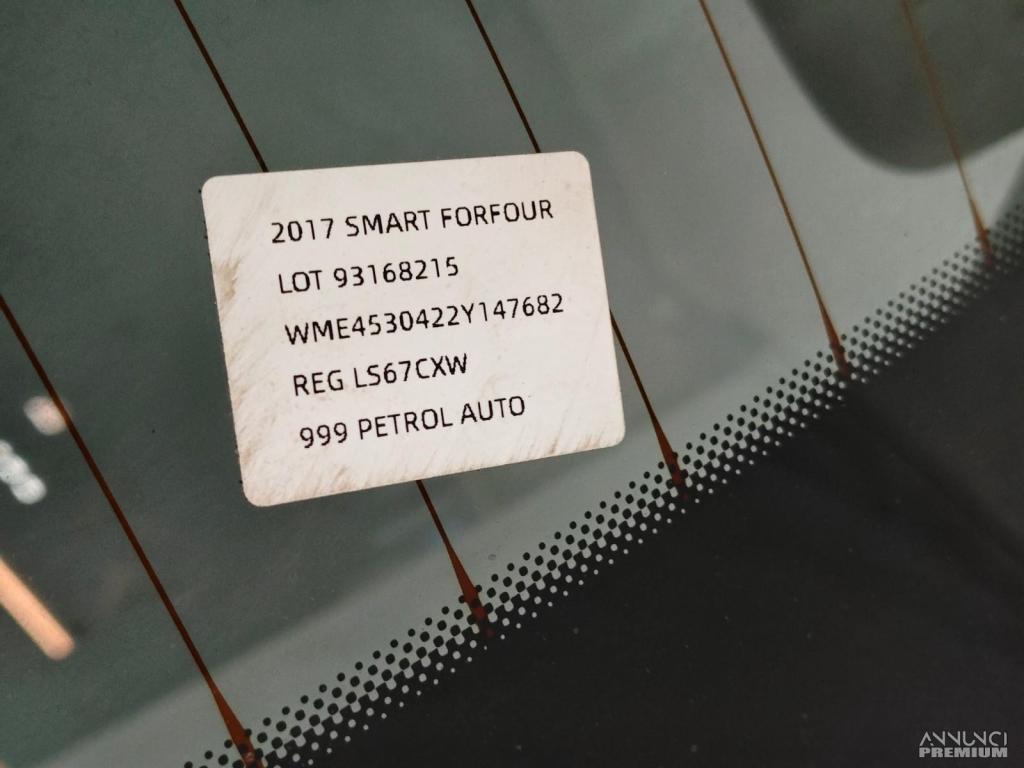 2017 SMART FORFOUR
LOT 93168215
WME4530422Y147682
REG LS67CXW
999 PETROL AUTO
ANNUNCI
PREMIUM